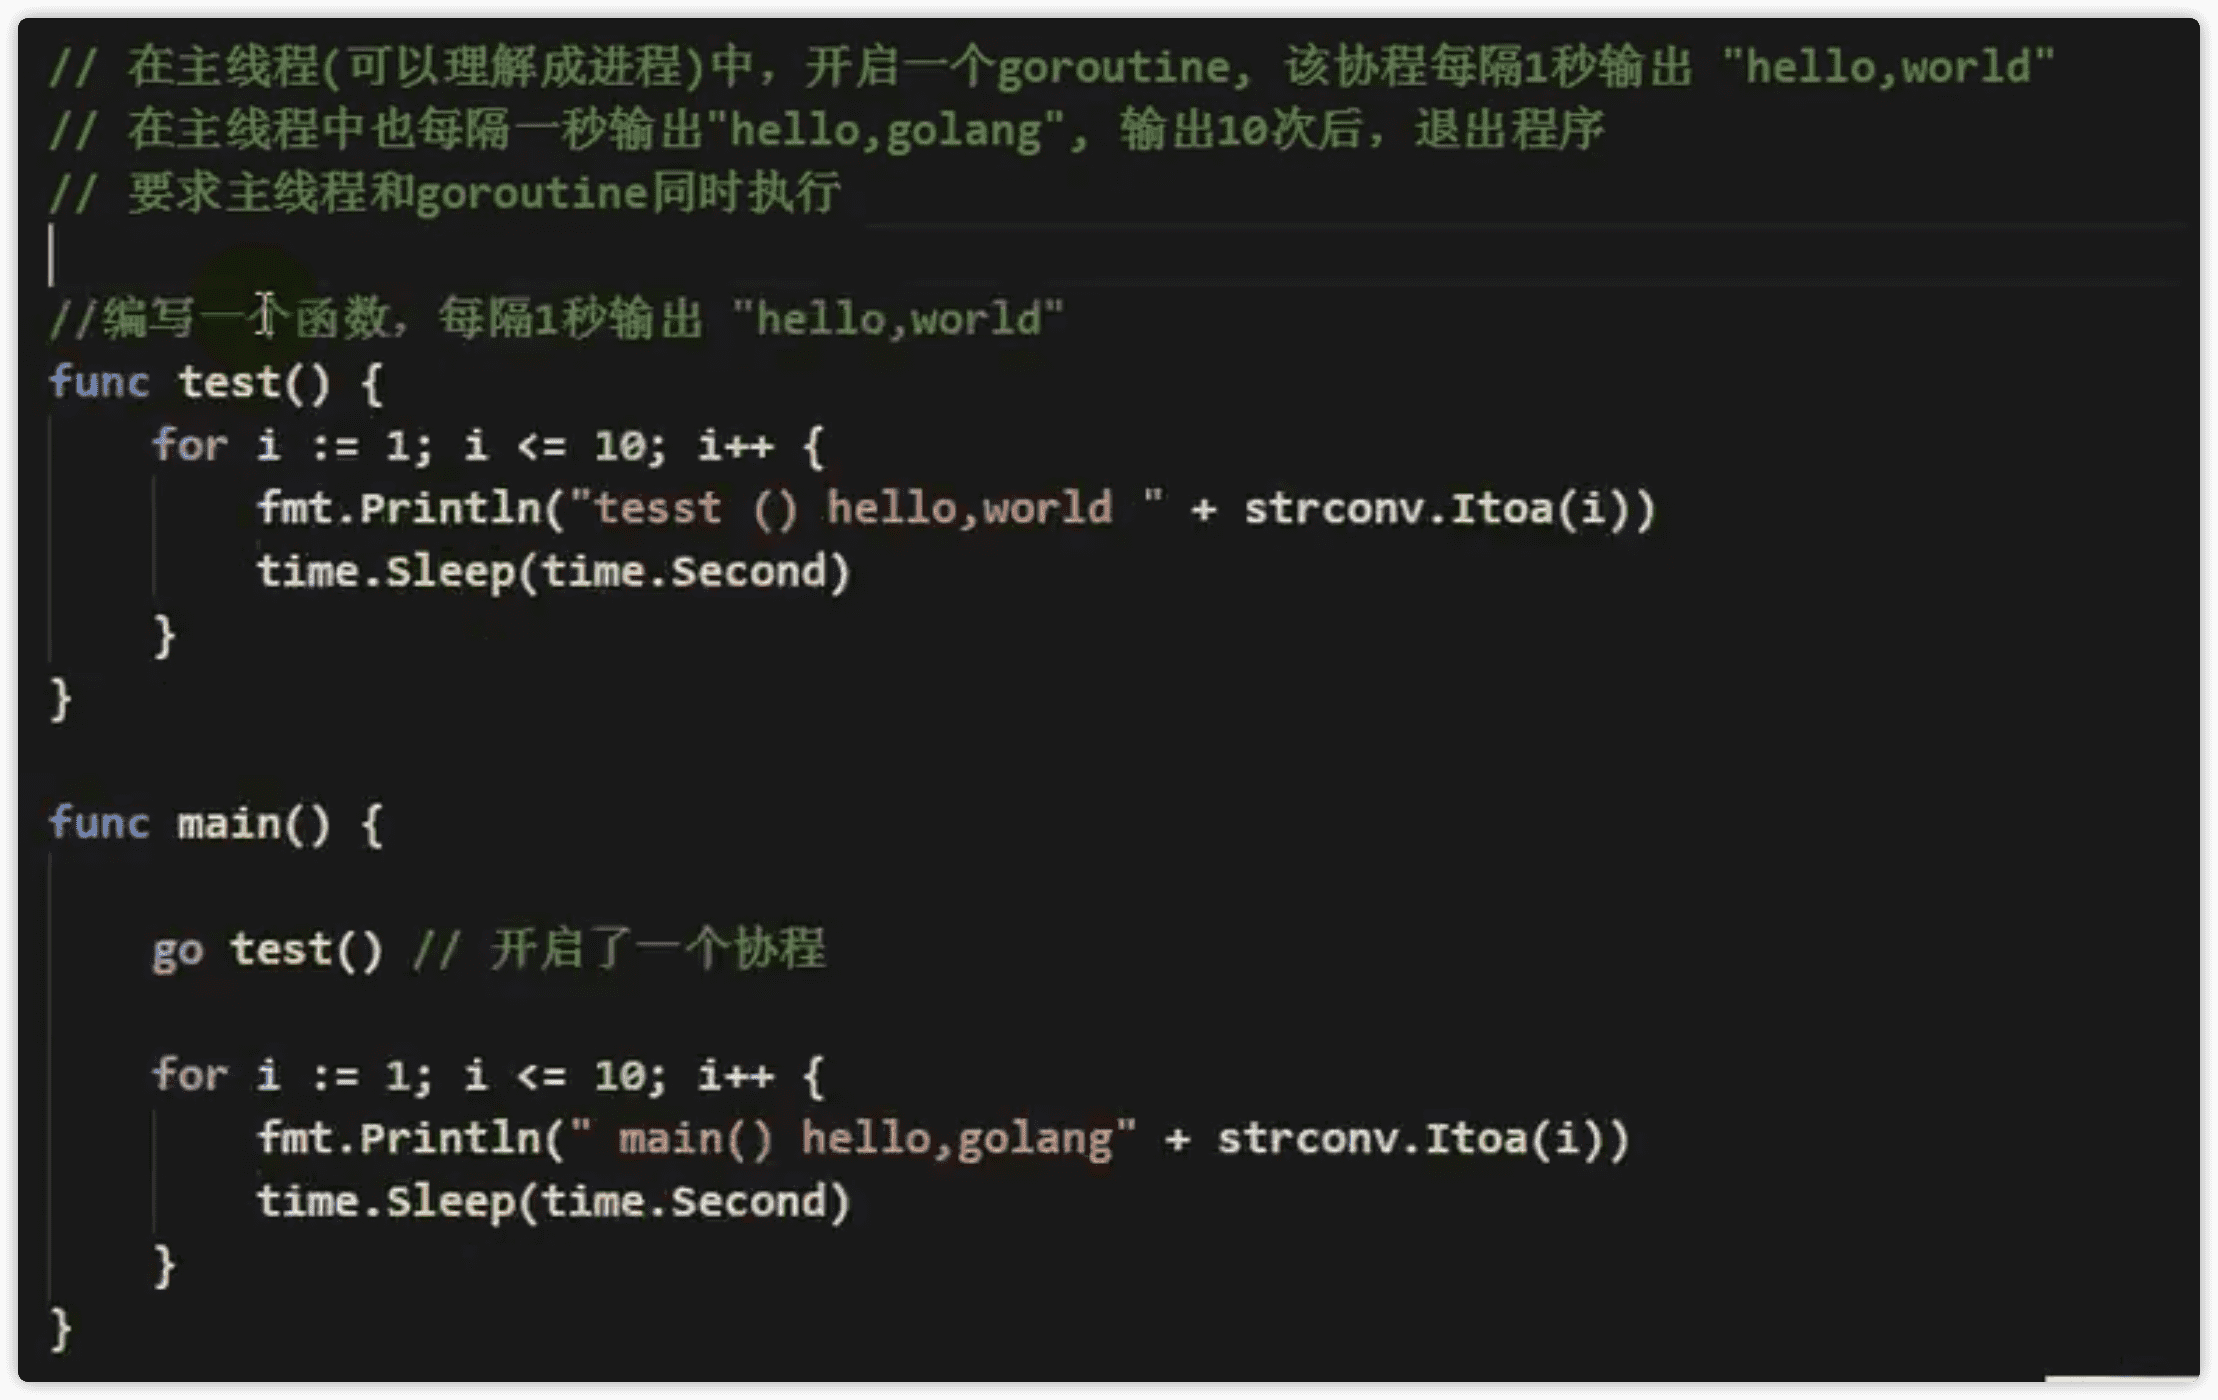 // 在主线程(可以理解成进程)中，开启一个goroutine, 该协程每隔1秒输出 "hello,world"
// 在主线程中也每隔一秒输出"hello,golang", 输出10次后，退出程序
// 要求主线程和goroutine同时执行
//编写一个函数，每隔1秒输出 "hello,world"
func test() {
for i := 1; i <= 10; i++ {
fmt.Println("tesst () hello,world " + strconv.Itoa(i))
time.Sleep(time.Second)
}
}
func main() {
go test() // 开启了一个协程
for i := 1; i <= 10; i++ {
fmt.Println(" main() hello,golang" + strconv.Itoa(i))
time.Sleep(time.Second)
}
}